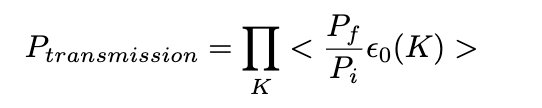 P_{transmission} = \prod_{K} < \frac{P_f}{P_i} \epsilon_0(K) >